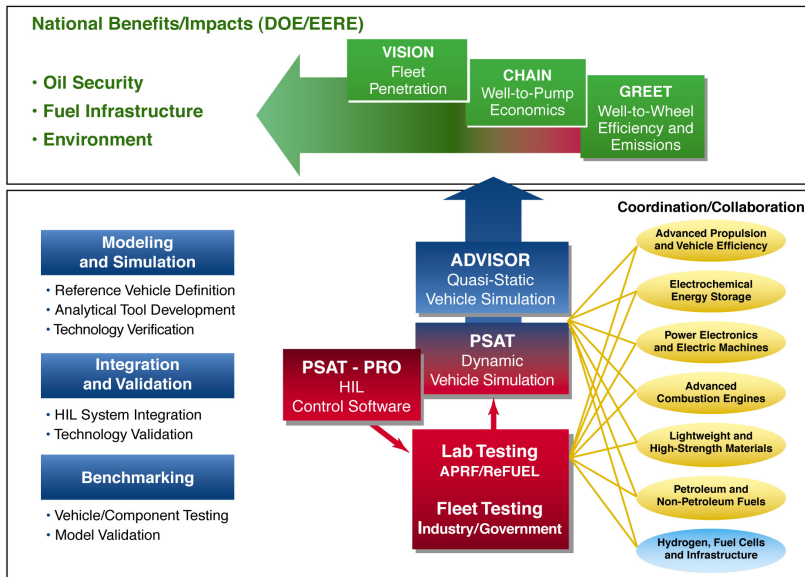 National Benefits/Impacts (DOE/EERE)
• Oil Security
• Fuel Infrastructure
• Environment
VISION
Fleet
Penetration
CHAIN
Well-to-Pump
Economics
GREET
Well-to-Wheel
Efficiency and
Emissions
Modeling
and Simulation
• Reference Vehicle Definition
• Analytical Tool Development
• Technology Verification
Integration
and Validation
• HIL System Integration
• Technology Validation
Benchmarking
• Vehicle/Component Testing
• Model Validation
ADVISOR
Quasi-Static
Vehicle Simulation
PSAT
Dynamic
Vehicle Simulation
PSAT - PRO
HIL
Control Software
Lab Testing
APRF/ReFUEL
Fleet Testing
Industry/Government
Coordination/Collaboration
Advanced Propulsion
and Vehicle Efficiency
Electrochemical
Energy Storage
Power Electronics
and Electric Machines
Advanced
Combustion Engines
Lightweight and
High-Strength Materials
Petroleum and
Non-Petroleum Fuels
Hydrogen, Fuel Cells
and Infrastructure